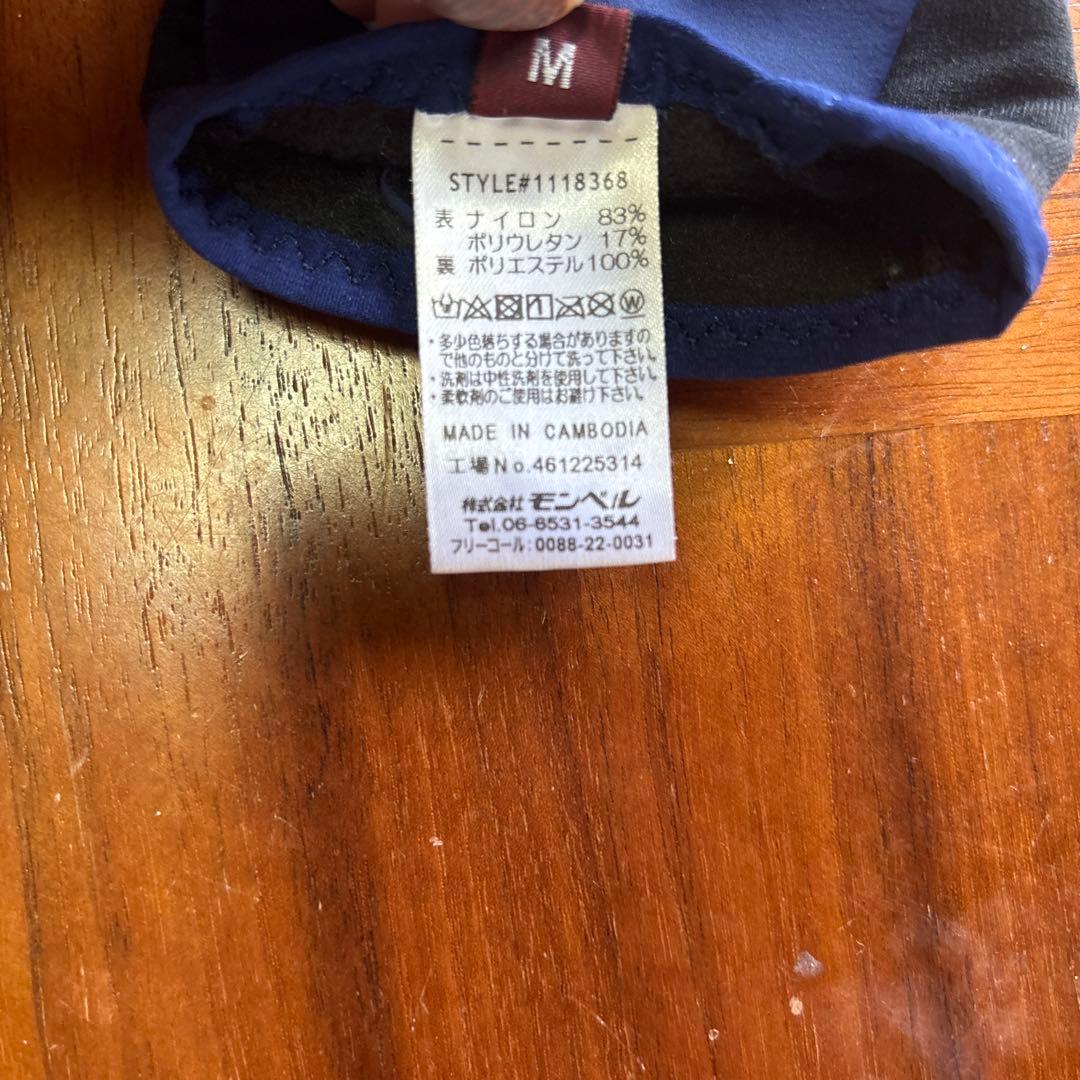 M
STYLE#1118368
表 ナイロン 83%
ポリウレタン 17%
裏 ポリエステル100%
・多少色落ちする場合がありますの
で他のものと分けて洗って下さい。
・洗剤は中性洗剤を使用して下さい。
・柔軟剤のご使用はお避け下さい。
MADE IN CAMBODIA
工場No.461225314
株式会社 モンベル
Tel.06-6531-3544
フリーコール:0088-22-0031